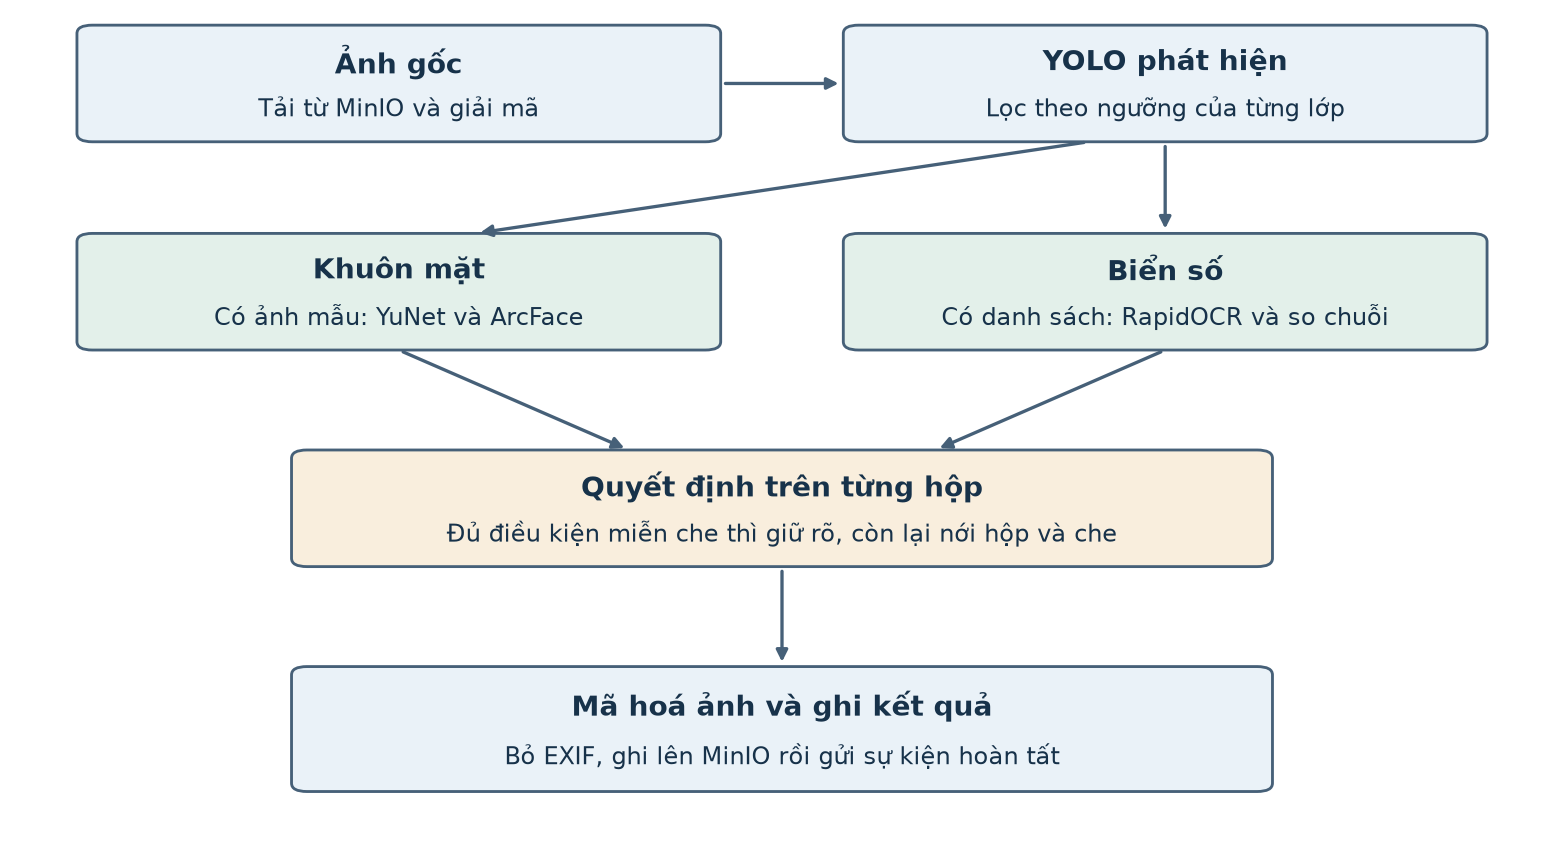 Ảnh gốc
Tải từ MinIO và giải mã
YOLO phát hiện
Lọc theo ngưỡng của từng lớp
Khuôn mặt
Có ảnh mẫu: YuNet và ArcFace
Biển số
Có danh sách: RapidOCR và so chuỗi
Quyết định trên từng hộp
Đủ điều kiện miễn che thì giữ rõ, còn lại nới hộp và che
Mã hoá ảnh và ghi kết quả
Bỏ EXIF, ghi lên MinIO rồi gửi sự kiện hoàn tất